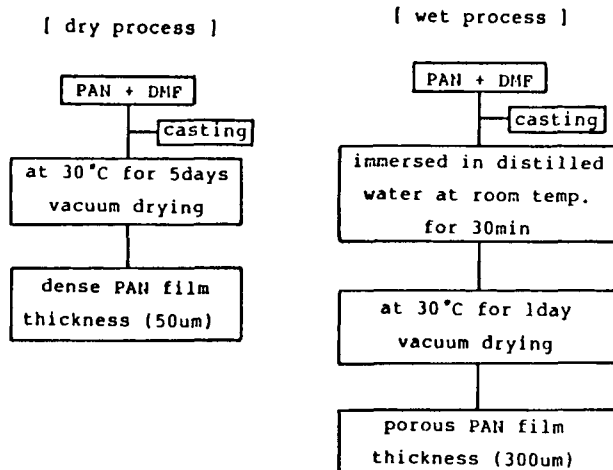 [ dry process ]
PAN + DMF
casting
at 30°C for 5days
vacuum drying
dense PAN film
thickness (50um)
[ wet process ]
PAN + DMF
casting
immersed in distilled
water at room temp.
for 30min
at 30°C for 1day
vacuum drying
porous PAN film
thickness (300um)